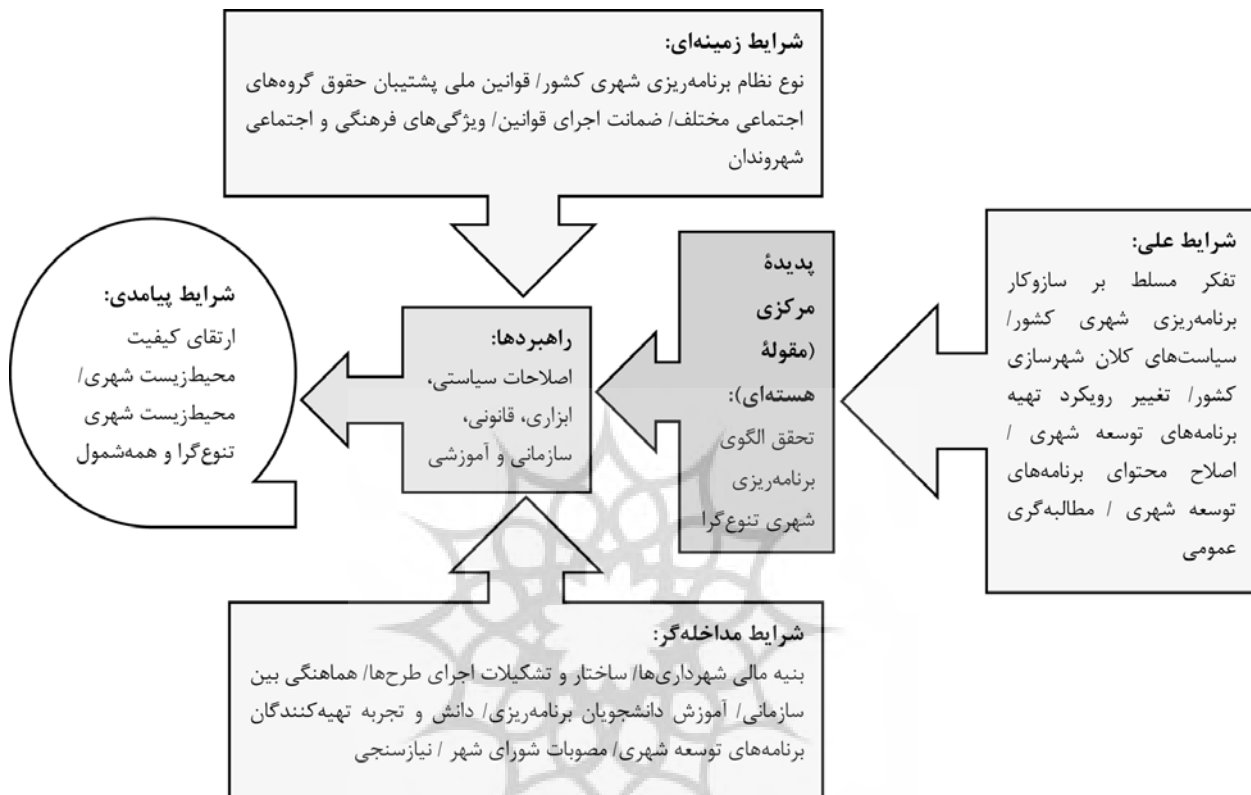 شرایط زمینه‌ای:
نوع نظام برنامه‌ریزی شهری کشور/ قوانین ملی پشتیبان حقوق گروه‌های
اجتماعی مختلف/ ضمانت اجرای قوانین/ ویژگی‌های فرهنگی و اجتماعی
شهروندان
شرایط علی:
تفکر مسلط بر سازوکار
برنامه‌ریزی شهری کشور/
سیاست‌های کلان شهرسازی
کشور/ تغییر رویکرد تهیه
برنامه‌های توسعه شهری /
اصلاح محتوای برنامه‌های
توسعه شهری / مطالبه‌گری
عمومی
پدیدۀ
مرکزی
(مقولۀ
هسته‌ای):
تحقق الگوی
برنامه‌ریزی
شهری تنوع‌گرا
راهبردها:
اصلاحات سیاستی،
ابزاری، قانونی،
سازمانی و آموزشی
شرایط پیامدی:
ارتقای کیفیت
محیط‌زیست شهری/
محیط‌زیست شهری
تنوع‌گرا و همه‌شمول
شرایط مداخله‌گر:
بنیه مالی شهرداری‌ها/ ساختار و تشکیلات اجرای طرح‌ها/ هماهنگی بین
سازمانی/ آموزش دانشجویان برنامه‌ریزی/ دانش و تجربه تهیه‌کنندگان
برنامه‌های توسعه شهری/ مصوبات شورای شهر / نیازسنجی